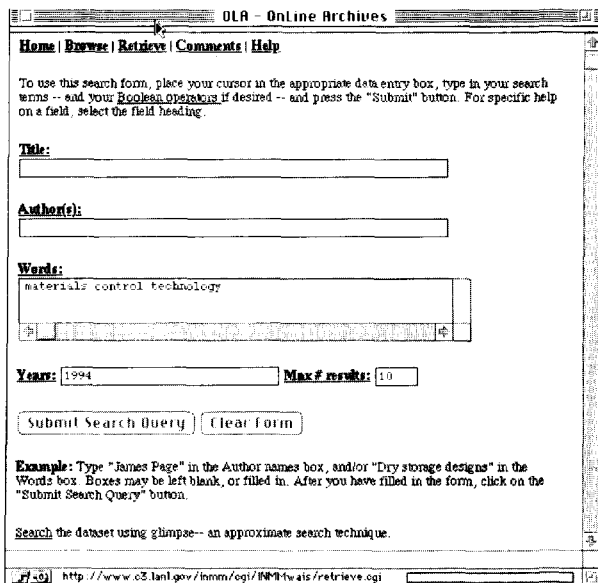 OLA - OnLine Archives
Home | Browse | Retrieve | Comments | Help
To use this search form, place your cursor in the appropriate data entry box, type in your search
terms -- and your Boolean operators if desired -- and press the "Submit" button. For specific help
on a field, select the field heading.
Title:
Author(s):
Words:
materials control technology
Years: 1994 Max # results: 10
Submit Search Query Clear Form
Example: Type "James Page" in the Author names box, and/or "Dry storage designs" in the
Words box. Boxes may be left blank, or filled in. After you have filled in the form, click on the
"Submit Search Query" button.
Search the dataset using glimpse-- an approximate search technique.
http://www.c3.lanl.gov/inmm/cgi/INMMwais/retrieve.cgi